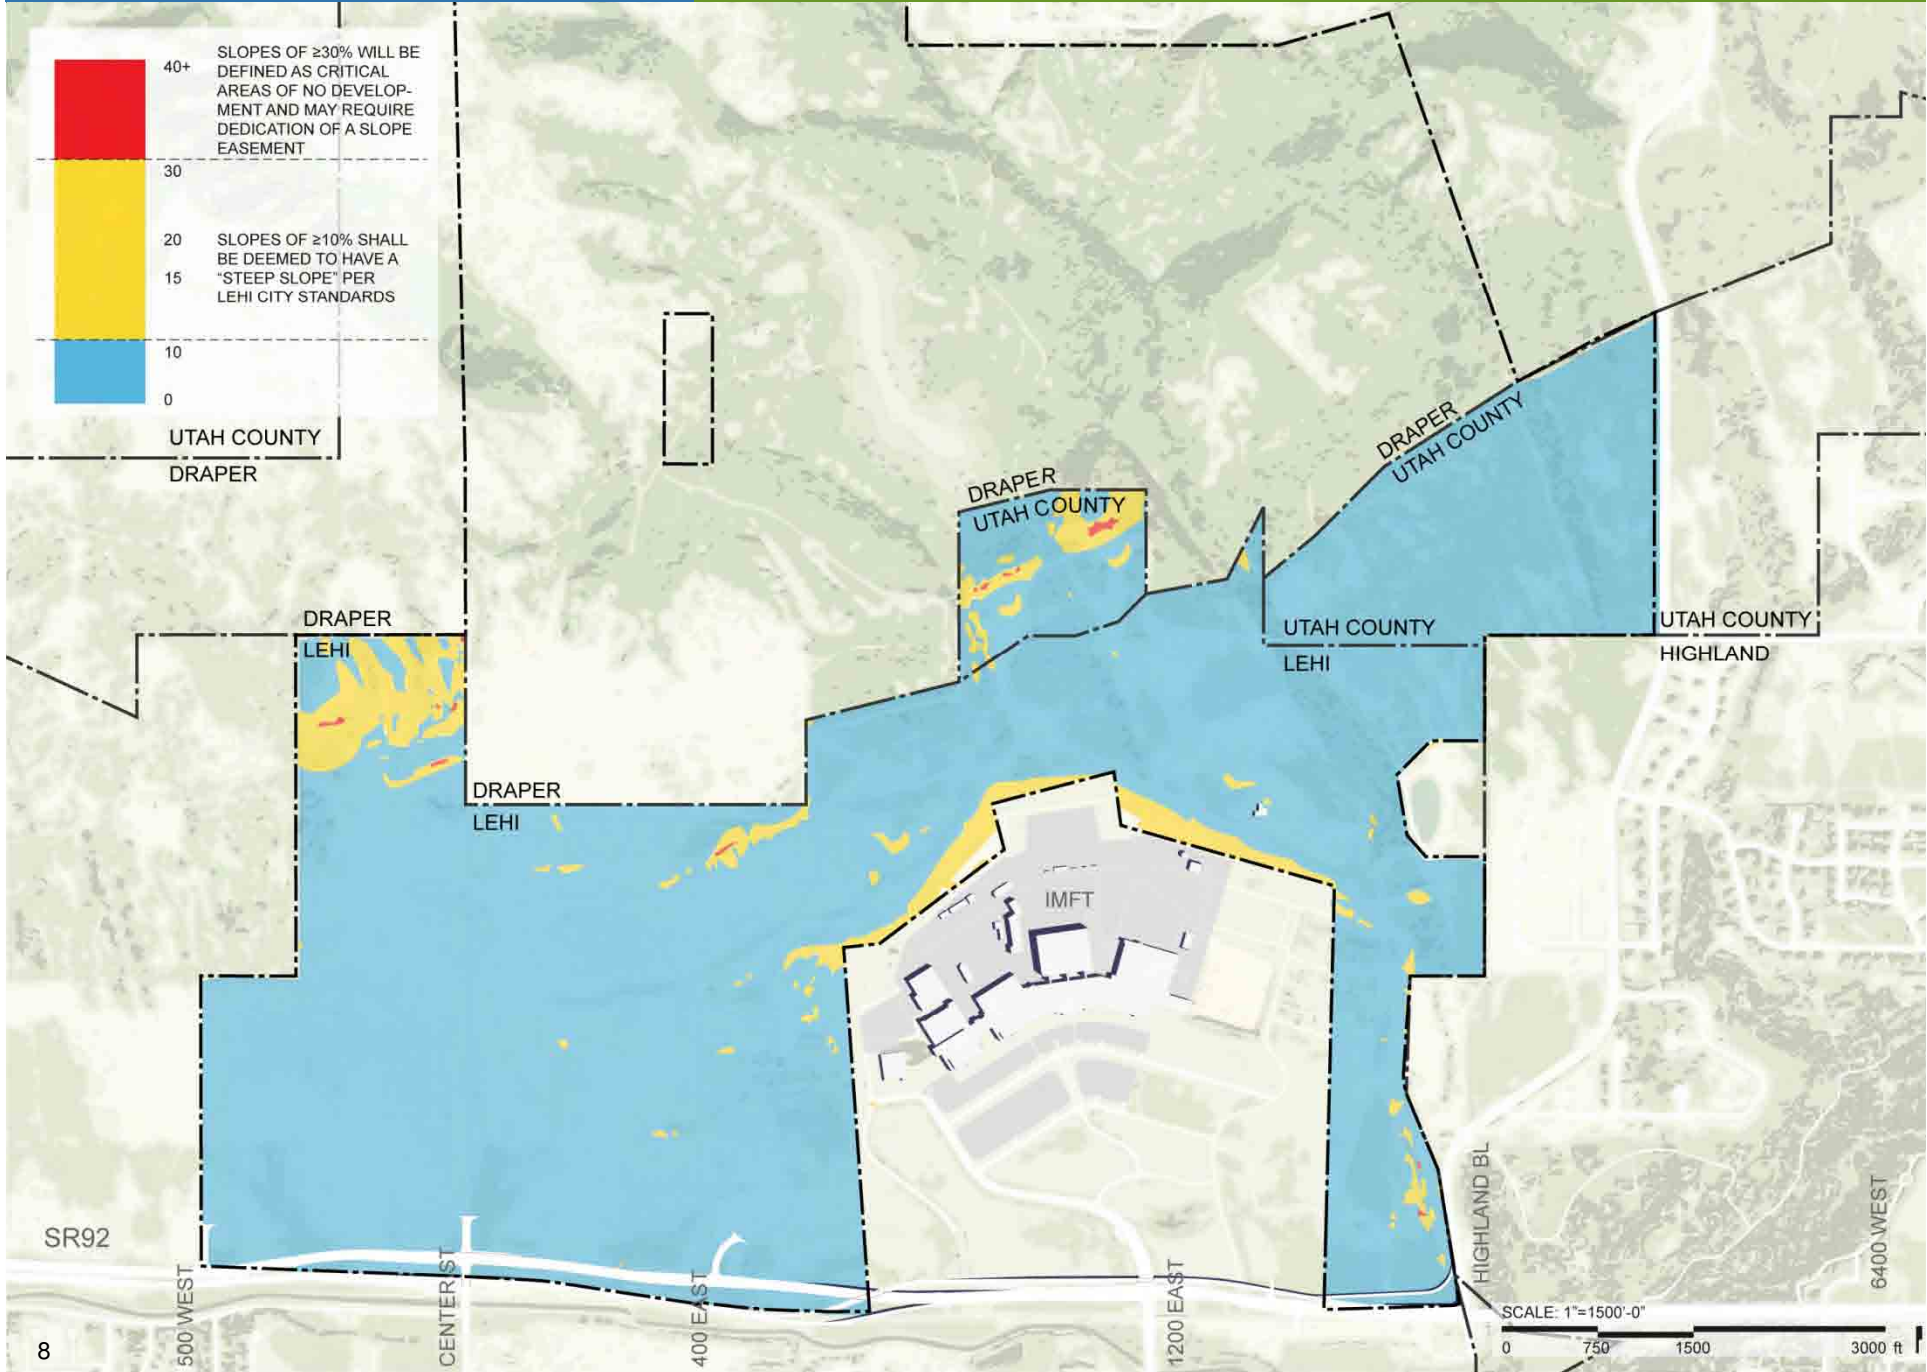 40+
SLOPES OF ≥30% WILL BE
DEFINED AS CRITICAL
AREAS OF NO DEVELOP-
MENT AND MAY REQUIRE
DEDICATION OF A SLOPE
EASEMENT
30
20
15
SLOPES OF ≥10% SHALL
BE DEEMED TO HAVE A
“STEEP SLOPE” PER
LEHI CITY STANDARDS
10
0
UTAH COUNTY
DRAPER
DRAPER
UTAH COUNTY
DRAPER
UTAH COUNTY
DRAPER
LEHI
UTAH COUNTY
LEHI
UTAH COUNTY
HIGHLAND
DRAPER
LEHI
IMFT
SR92
500 WEST
CENTER ST
400 EAST
1200 EAST
HIGHLAND BL
6400 WEST
SCALE: 1"=1500'-0"
0 750 1500 3000 ft
8